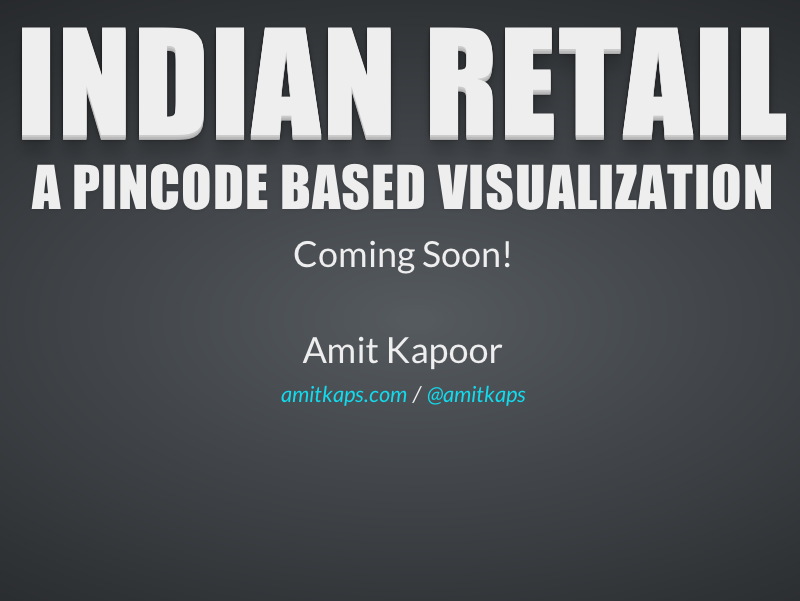 INDIAN RETAIL
A PINCODE BASED VISUALIZATION
Coming Soon!
Amit Kapoor
amitkaps.com / @amitkaps